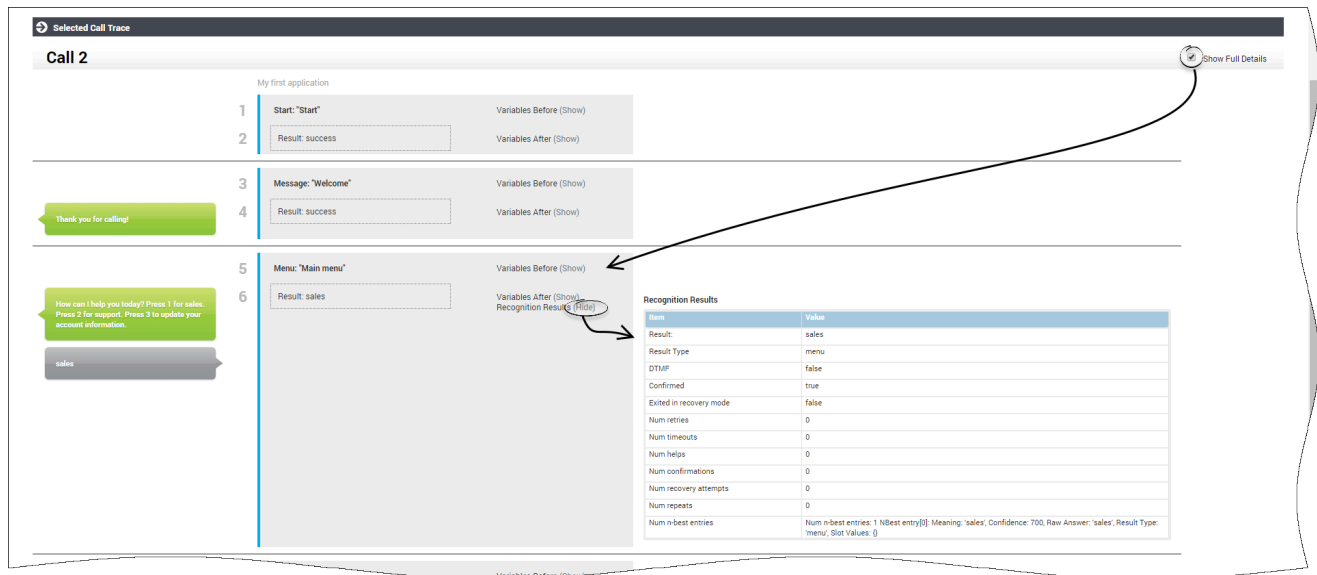 Selected Call Trace
Call 2
Show Full Details
My first application
1 Start: "Start" Variables Before (Show)
2 Result: success Variables After (Show)
3 Message: "Welcome" Variables Before (Show)
Thank you for calling!
4 Result: success Variables After (Show)
5 Menu: "Main menu" Variables Before (Show)
How can I help you today? Press 1 for sales.
Press 2 for support. Press 3 to update your
account information.
sales
6 Result: sales Variables After (Show)
Recognition Results (Hide)
Recognition Results
Item Value
Result: sales
Result Type menu
DTMF false
Confirmed true
Exited in recovery mode false
Num retries 0
Num timeouts 0
Num helps 0
Num confirmations 0
Num recovery attempts 0
Num repeats 0
Num n-best entries Num n-best entries: 1 NBest entry[0]: Meaning: 'sales', Confidence: 700, Raw Answer: 'sales', Result Type:
'menu', Slot Values: {}
Variables Before (Show)